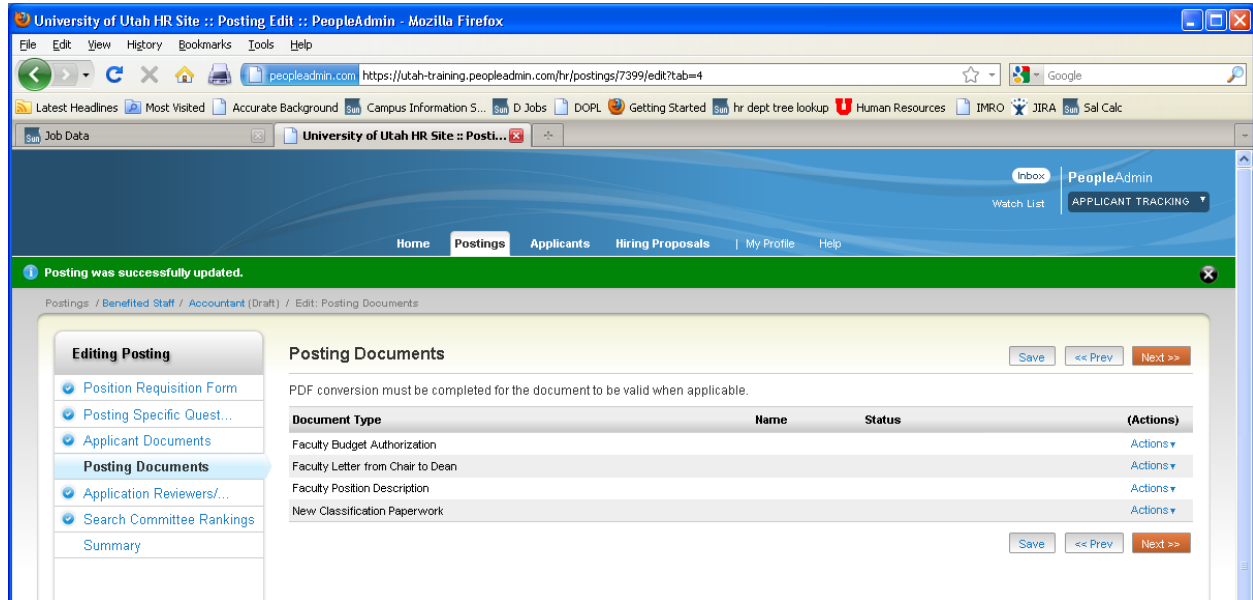 University of Utah HR Site :: Posting Edit :: PeopleAdmin - Mozilla Firefox
File Edit View History Bookmarks Tools Help
peopleadmin.com https://utah-training.peopleadmin.com/hr/postings/7399/edit?tab=4 Google
Latest Headlines Most Visited Accurate Background Sun Campus Information S... Sun D Jobs DOPL Getting Started Sun hr dept tree lookup Human Resources IMRO JIRA Sun Sal Calc
Sun Job Data University of Utah HR Site :: Posti...
Inbox PeopleAdmin
Watch List APPLICANT TRACKING
Home Postings Applicants Hiring Proposals | My Profile Help
Posting was successfully updated.
Postings / Benefited Staff / Accountant (Draft) / Edit: Posting Documents
Editing Posting
Position Requisition Form
Posting Specific Quest...
Applicant Documents
Posting Documents
Application Reviewers/...
Search Committee Rankings
Summary
Posting Documents
Save << Prev Next >>
PDF conversion must be completed for the document to be valid when applicable.
Document Type Name Status (Actions)
Faculty Budget Authorization Actions
Faculty Letter from Chair to Dean Actions
Faculty Position Description Actions
New Classification Paperwork Actions
Save << Prev Next >>